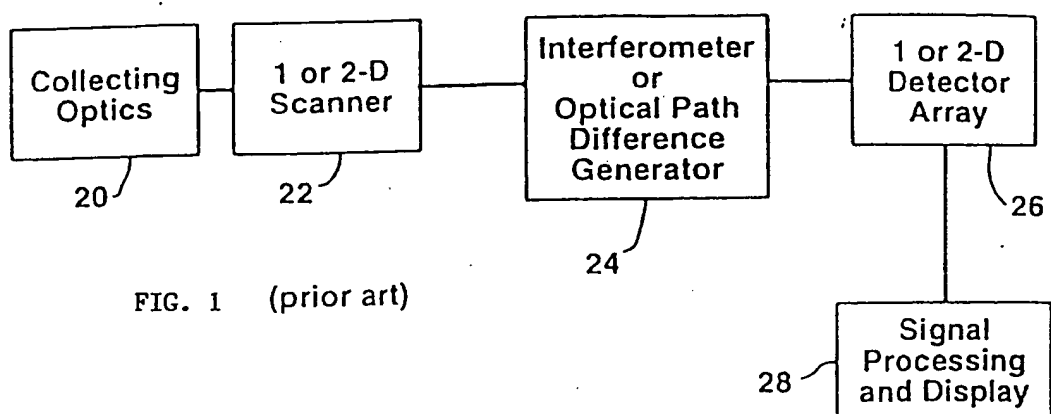 Collecting
Optics
20
1 or 2-D
Scanner
22
Interferometer
or
Optical Path
Difference
Generator
24
1 or 2-D
Detector
Array
26
FIG. 1 (prior art)
Signal
Processing
and Display
28